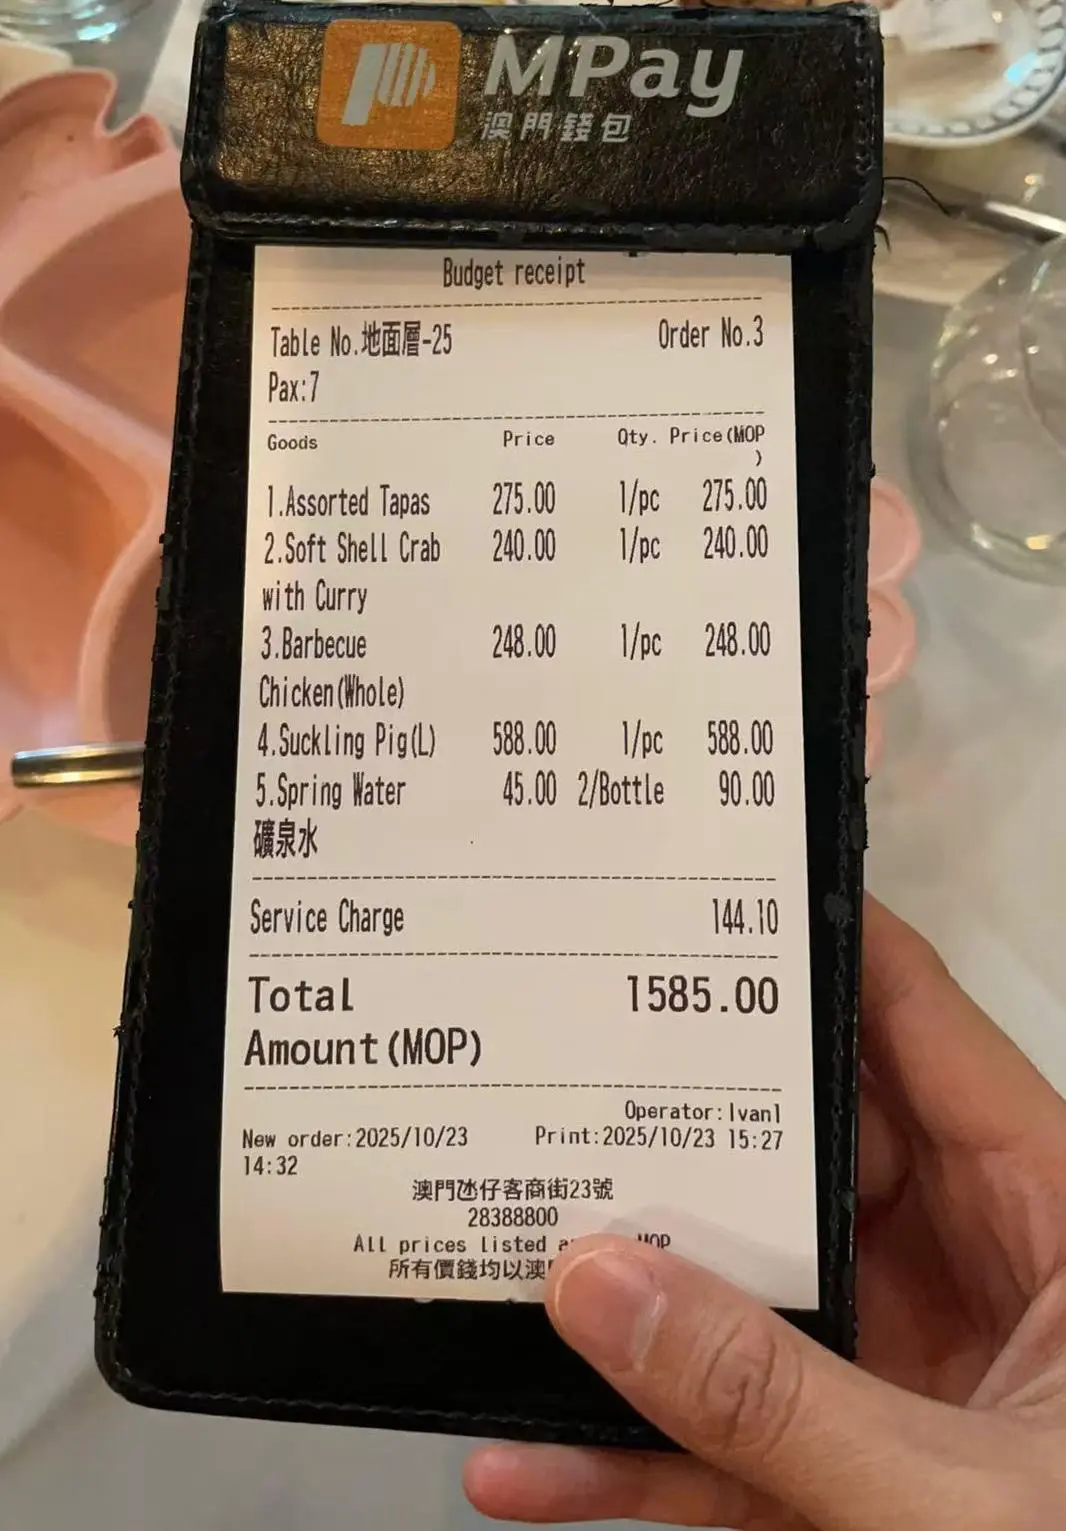 MPay
澳門錢包
Budget receipt
Table No.地面層-25 Order No.3
Pax:7
Goods Price Qty. Price(MOP
)
1.Assorted Tapas 275.00 1/pc 275.00
2.Soft Shell Crab 240.00 1/pc 240.00
with Curry
3.Barbecue 248.00 1/pc 248.00
Chicken(Whole)
4.Suckling Pig(L) 588.00 1/pc 588.00
5.Spring Water 45.00 2/Bottle 90.00
礦泉水
Service Charge 144.10
Total 1585.00
Amount(MOP)
Operator:Ivan1
New order:2025/10/23 Print:2025/10/23 15:27
14:32
澳門氹仔客商街23號
28388800
All prices listed MOP
所有價錢均以澳